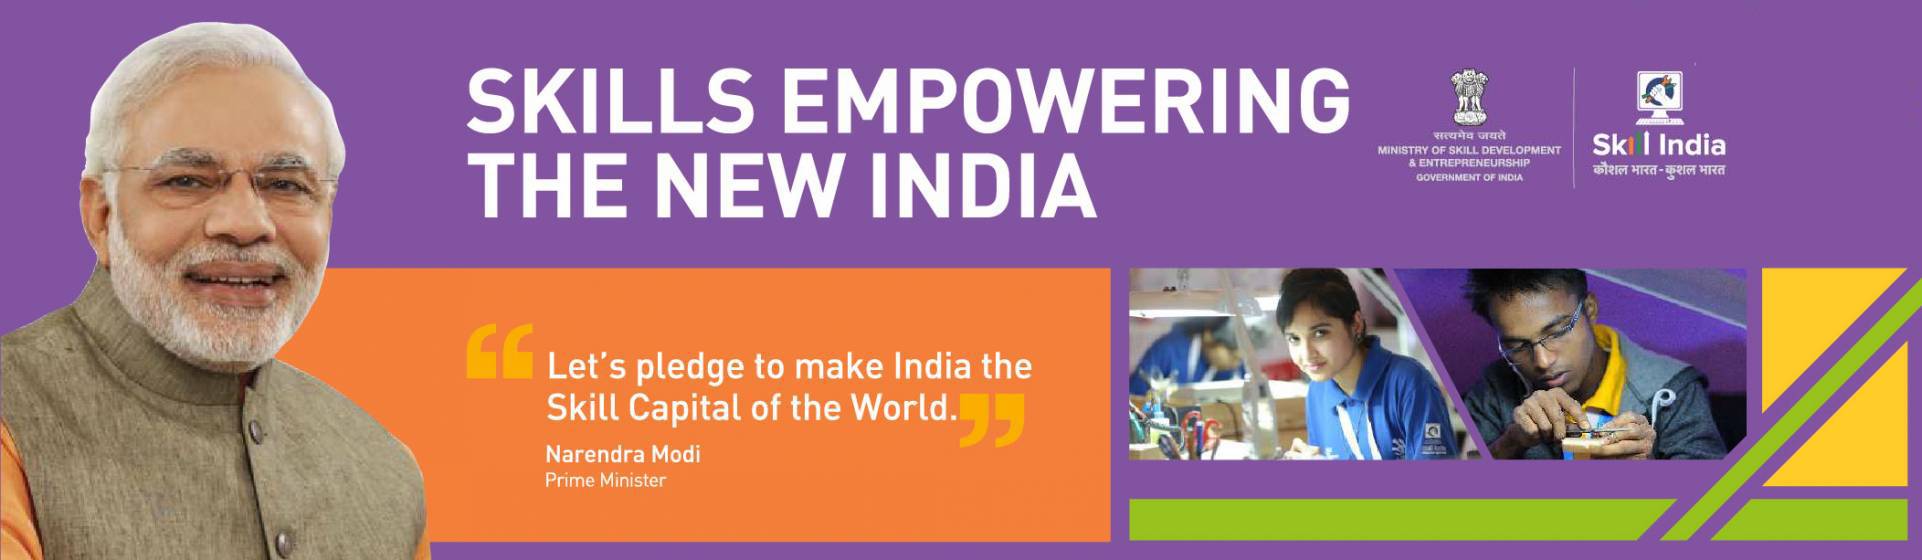 SKILLS EMPOWERING
THE NEW INDIA
सत्यमेव जयते
MINISTRY OF SKILL DEVELOPMENT
& ENTREPRENEURSHIP
GOVERNMENT OF INDIA
Skill India
कौशल भारत-कुशल भारत
“Let’s pledge to make India the
Skill Capital of the World.”
Narendra Modi
Prime Minister